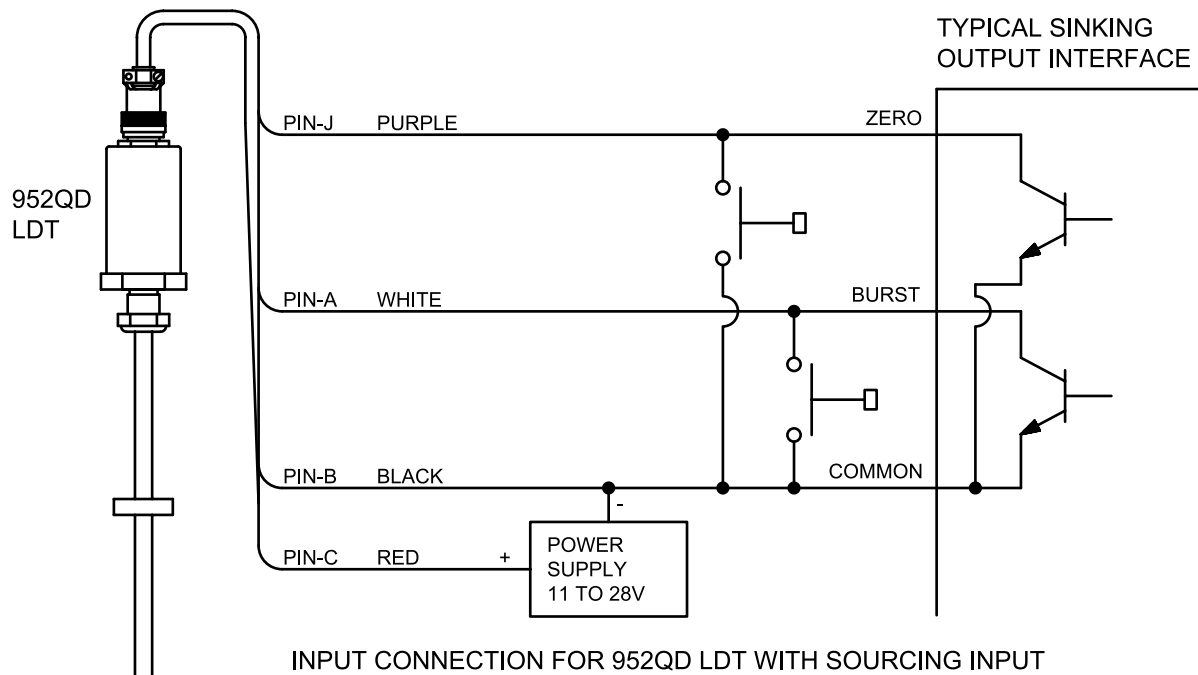 TYPICAL SINKING
OUTPUT INTERFACE
PIN-J PURPLE ZERO
952QD
LDT
PIN-A WHITE BURST
PIN-B BLACK COMMON
-
PIN-C RED +
POWER
SUPPLY
11 TO 28V
INPUT CONNECTION FOR 952QD LDT WITH SOURCING INPUT